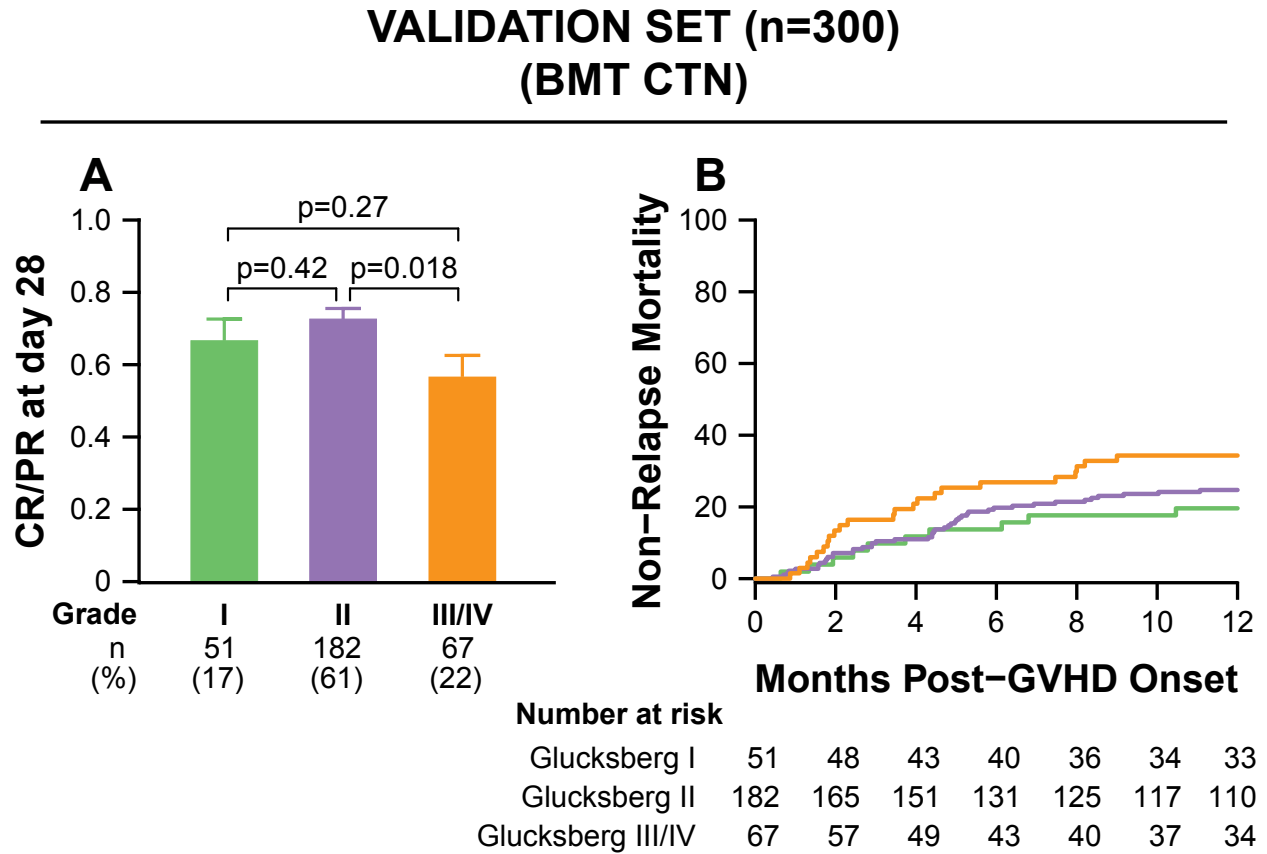 VALIDATION SET (n=300)
(BMT CTN)
A
CR/PR at day 28
1.0
0.8
0.6
0.4
0.2
0
p=0.27
p=0.42
p=0.018
Grade I II III/IV
n 51 182 67
(%) (17) (61) (22)
B
Non−Relapse Mortality
100
80
60
40
20
0
0 2 4 6 8 10 12
Months Post−GVHD Onset
Number at risk
Glucksberg I 51 48 43 40 36 34 33
Glucksberg II 182 165 151 131 125 117 110
Glucksberg III/IV 67 57 49 43 40 37 34